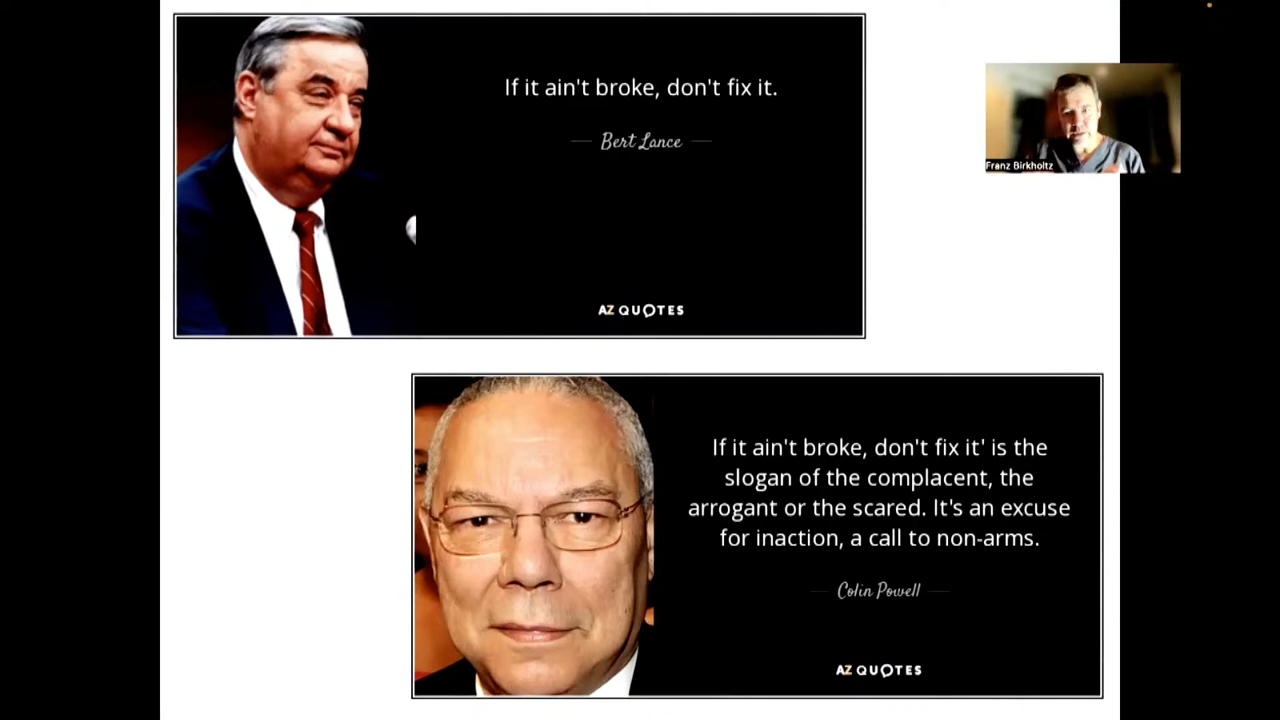 If it ain't broke, don't fix it.
Bert Lance
AZ QUOTES
Franz Birkholtz
If it ain't broke, don't fix it' is the
slogan of the complacent, the
arrogant or the scared. It's an excuse
for inaction, a call to non-arms.
Colin Powell
AZ QUOTES